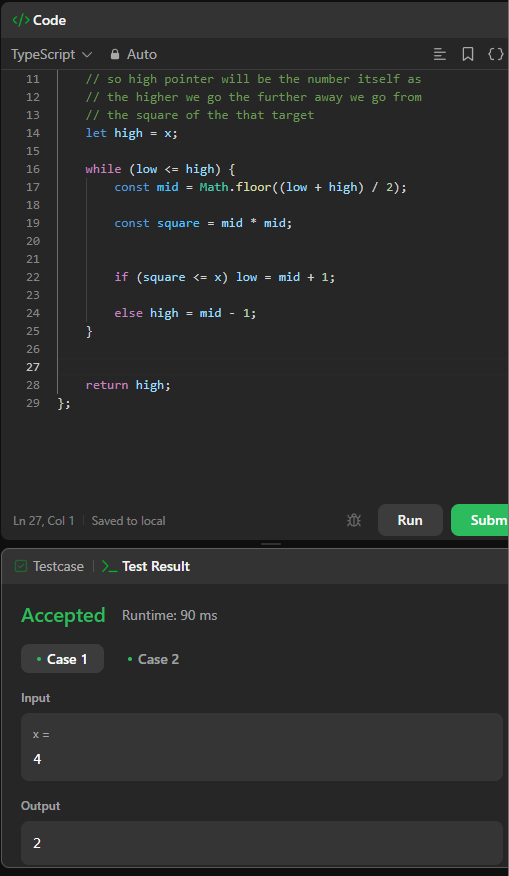 </> Code
TypeScript Auto
11 // so high pointer will be the number itself as
12 // the higher we go the further away we go from
13 // the square of the that target
14 let high = x;
15
16 while (low <= high) {
17 const mid = Math.floor((low + high) / 2);
18
19 const square = mid * mid;
20
21
22 if (square <= x) low = mid + 1;
23
24 else high = mid - 1;
25 }
26
27
28 return high;
29 };
Ln 27, Col 1 Saved to local
Run
Subm
Testcase >_ Test Result
Accepted Runtime: 90 ms
• Case 1 • Case 2
Input
x =
4
Output
2